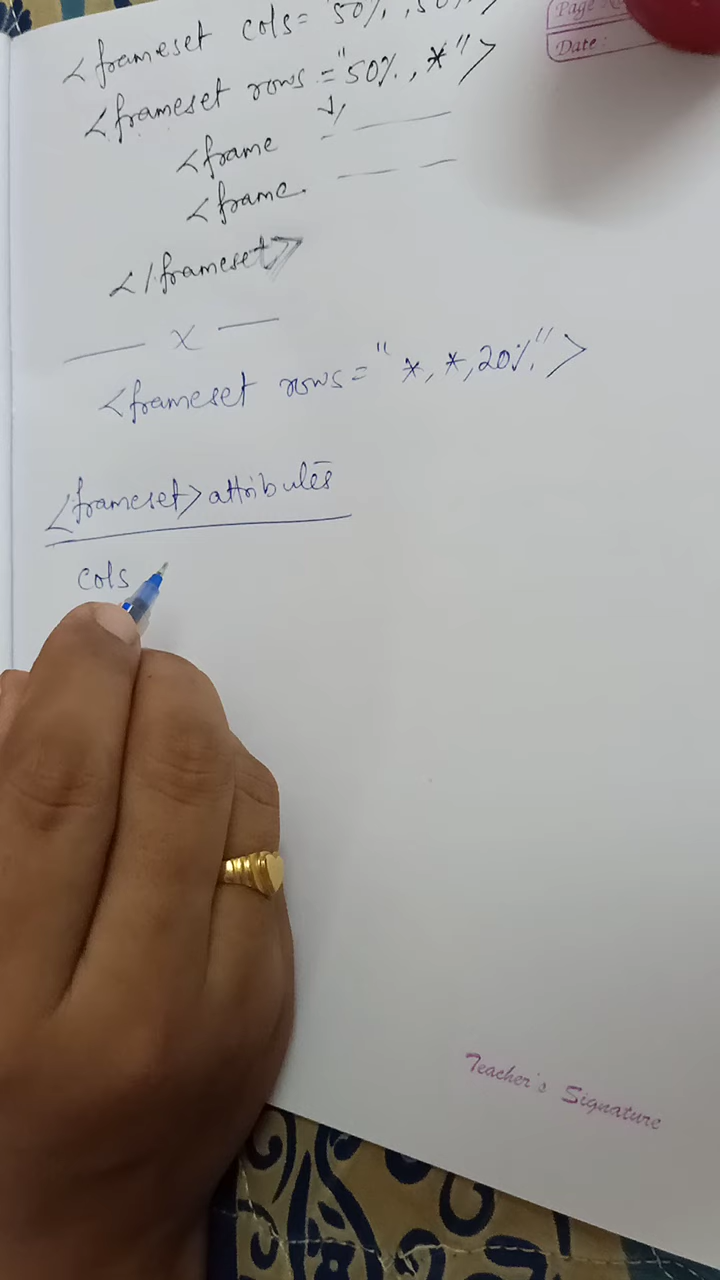 Page
Date :
<frameset cols= "50%, 50%">
<frameset rows = "50%, *">
<frame
<frame.
</frameset>
x
<frameset rows= "*, *, 20%">
<frameset> attributes
cols
Teacher's Signature